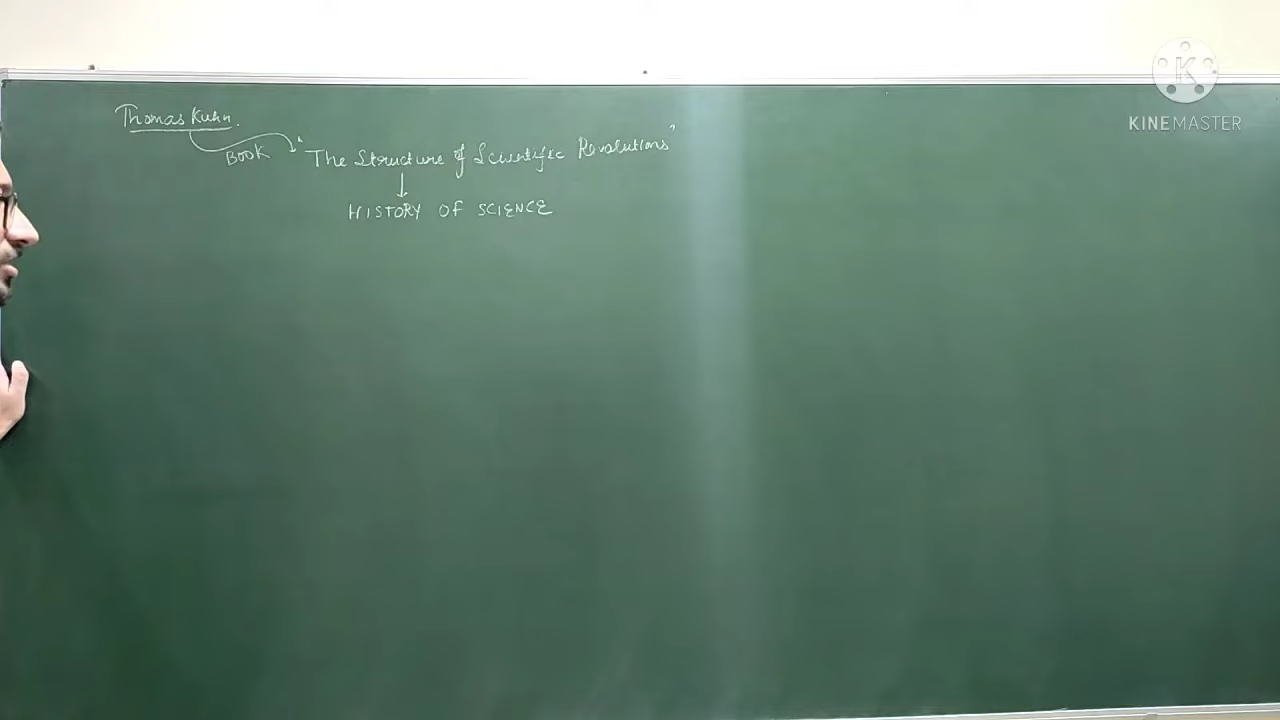 Thomas Kuhn.
BOOK "The Structure of Scientific Revolutions"
HISTORY OF SCIENCE
K
KINEMASTER